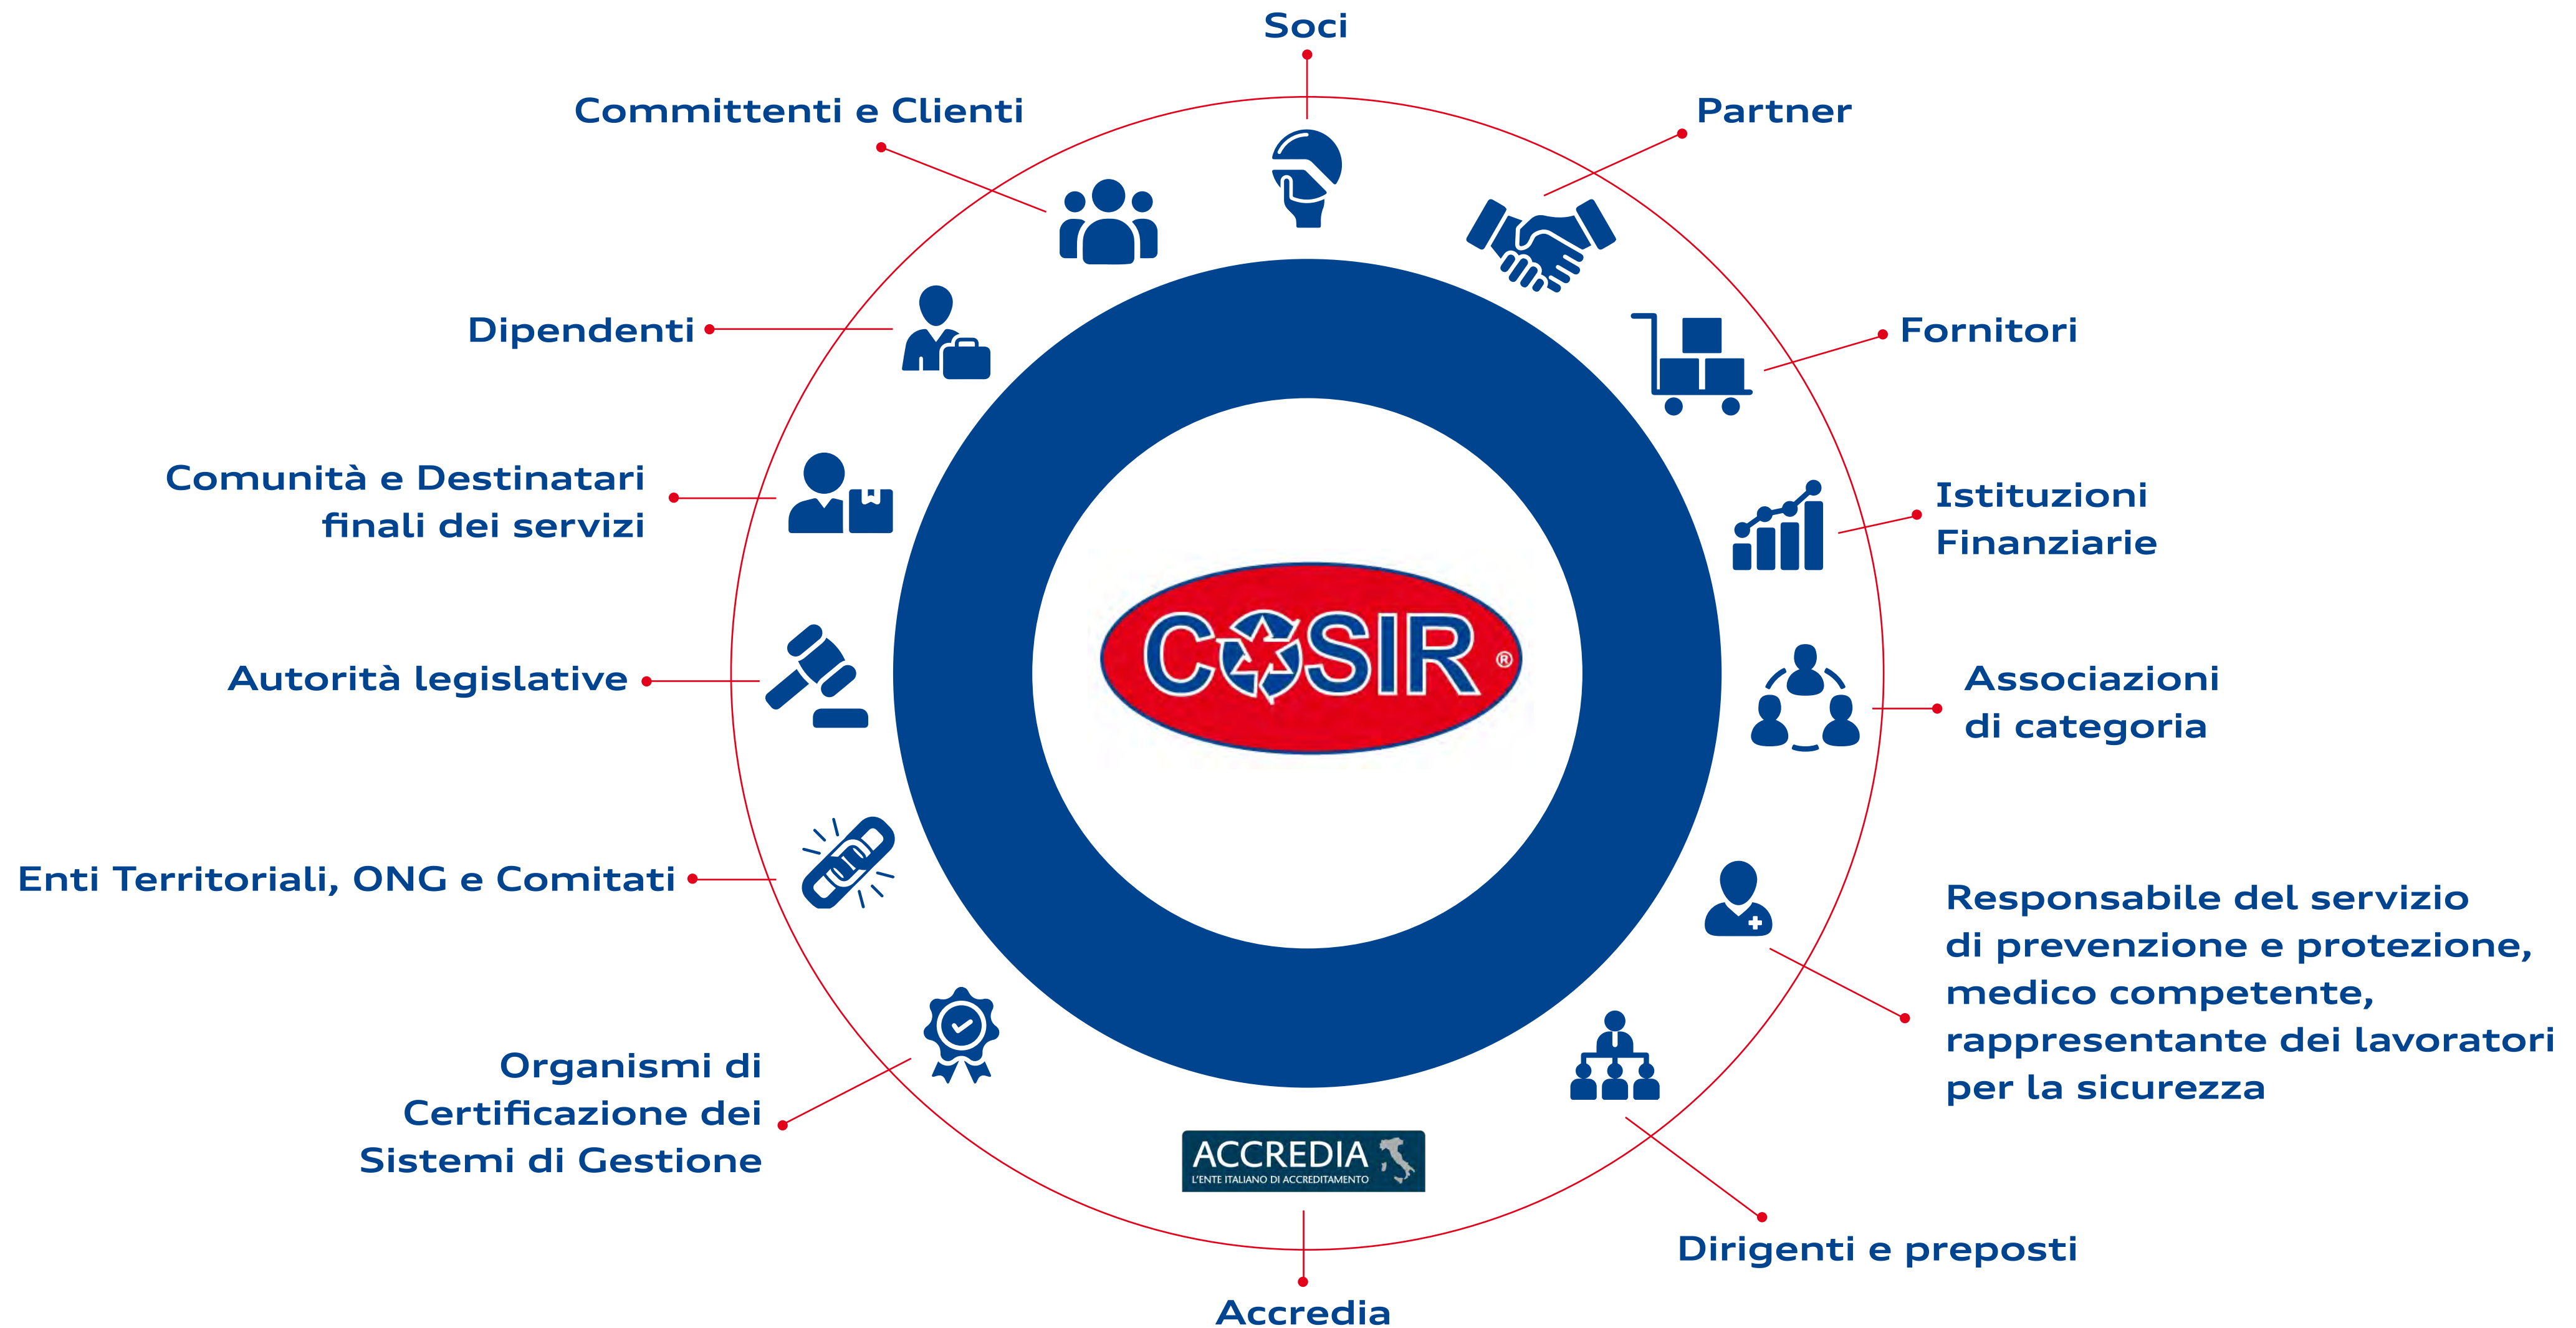 Soci
Committenti e Clienti
Partner
Dipendenti
Fornitori
Comunità e Destinatari
finali dei servizi
Istituzioni
Finanziarie
COSIR ®
Autorità legislative
Associazioni
di categoria
Enti Territoriali, ONG e Comitati
Responsabile del servizio
di prevenzione e protezione,
medico competente,
rappresentante dei lavoratori
per la sicurezza
Organismi di
Certificazione dei
Sistemi di Gestione
ACCREDIA
L'ENTE ITALIANO DI ACCREDITAMENTO
Dirigenti e preposti
Accredia